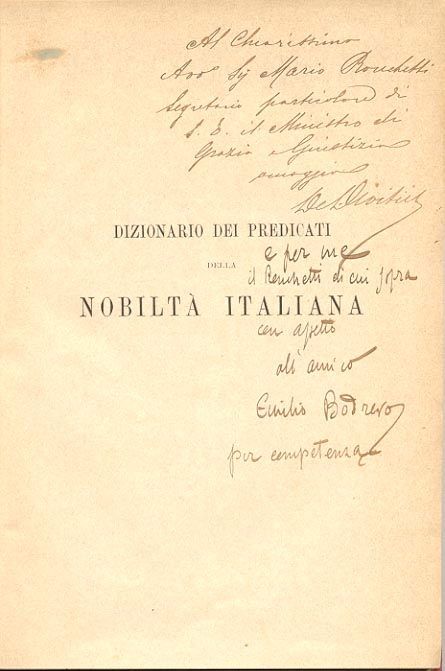 Al Chiarissimo
Avv Sig Mario Ronchetti
Segretario particolare di
S. E. il Ministro di
Grazia e Giustizia
omaggio
DIZIONARIO DEI PREDICATI
e per me
DELLA
il Ronchetti di cui sopra
NOBILTÀ ITALIANA
con affetto
all'amico
Emilio Bodrero
per competenza